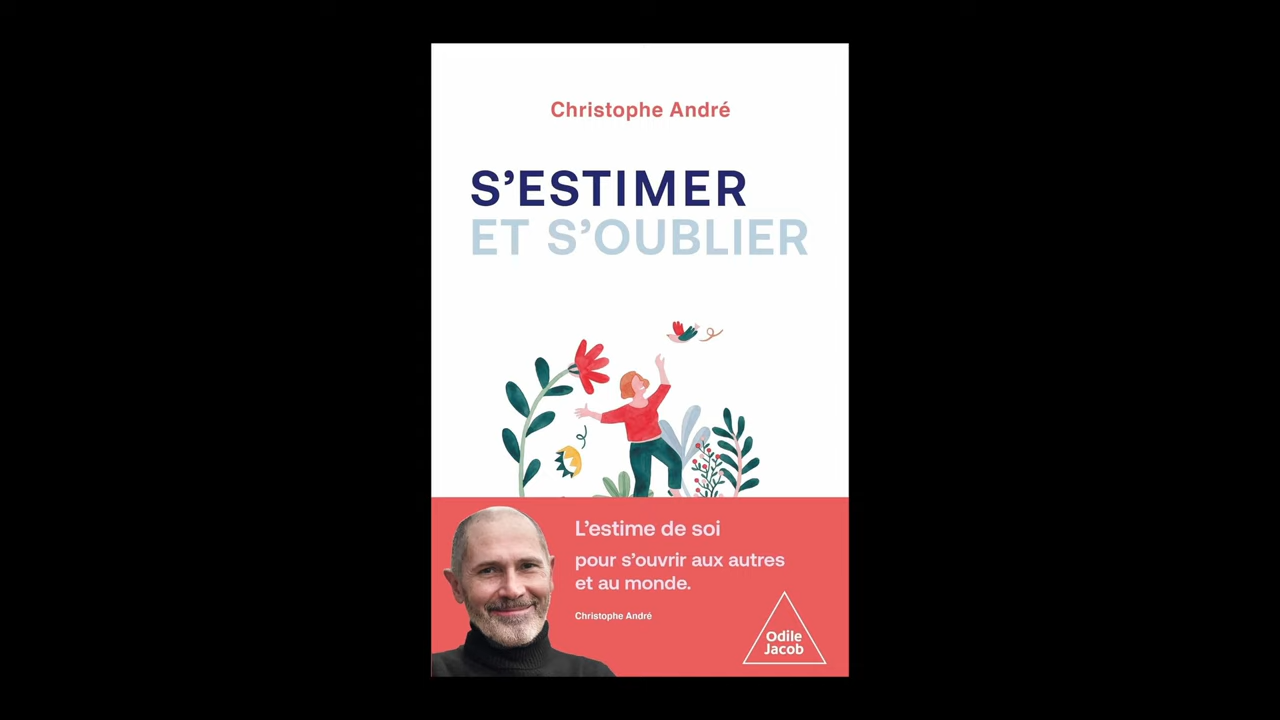 Christophe André
S’ESTIMER
ET S’OUBLIER
L’estime de soi
pour s’ouvrir aux autres
et au monde.
Christophe André
Odile
Jacob